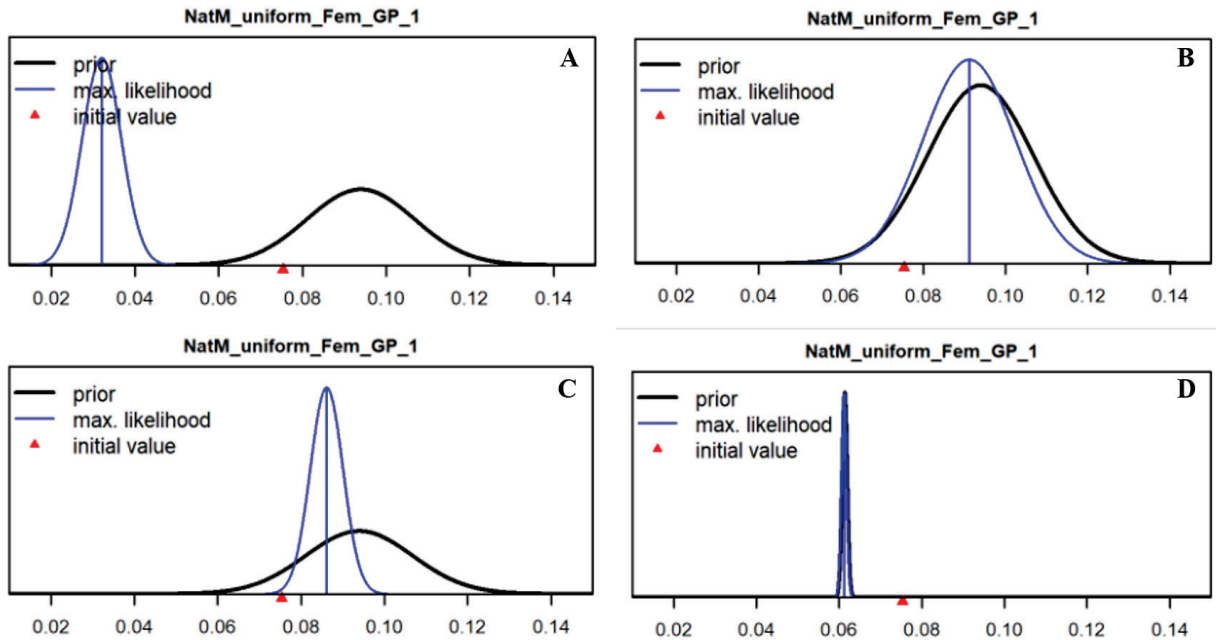 NatM_uniform_Fem_GP_1
A
prior
max. likelihood
initial value
0.02 0.04 0.06 0.08 0.10 0.12 0.14
NatM_uniform_Fem_GP_1
B
prior
max. likelihood
initial value
0.02 0.04 0.06 0.08 0.10 0.12 0.14
NatM_uniform_Fem_GP_1
C
prior
max. likelihood
initial value
0.02 0.04 0.06 0.08 0.10 0.12 0.14
NatM_uniform_Fem_GP_1
D
prior
max. likelihood
initial value
0.02 0.04 0.06 0.08 0.10 0.12 0.14